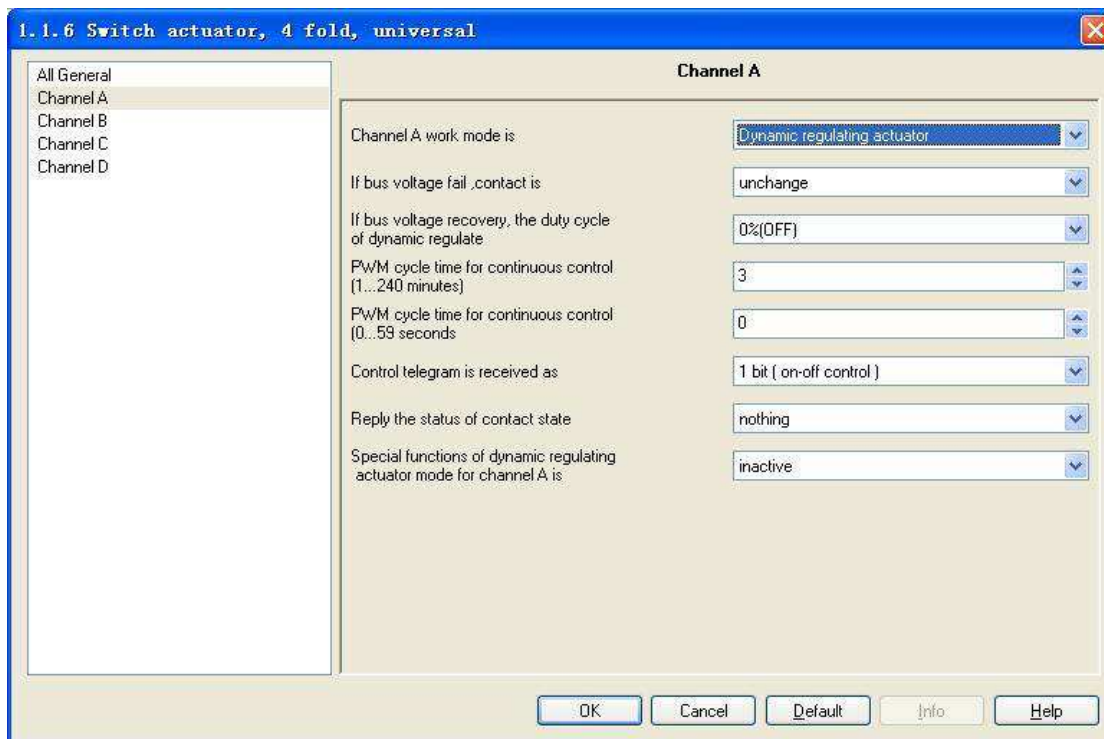 1.1.6 Switch actuator, 4 fold, universal
All General
Channel A
Channel B
Channel C
Channel D
Channel A
Channel A work mode is
Dynamic regulating actuator
If bus voltage fail ,contact is
unchange
If bus voltage recovery, the duty cycle
of dynamic regulate
0%(OFF)
PWM cycle time for continuous control
(1...240 minutes)
3
PWM cycle time for continuous control
(0...59 seconds
0
Control telegram is received as
1 bit ( on-off control )
Reply the status of contact state
nothing
Special functions of dynamic regulating
actuator mode for channel A is
inactive
OK
Cancel
Default
Info
Help